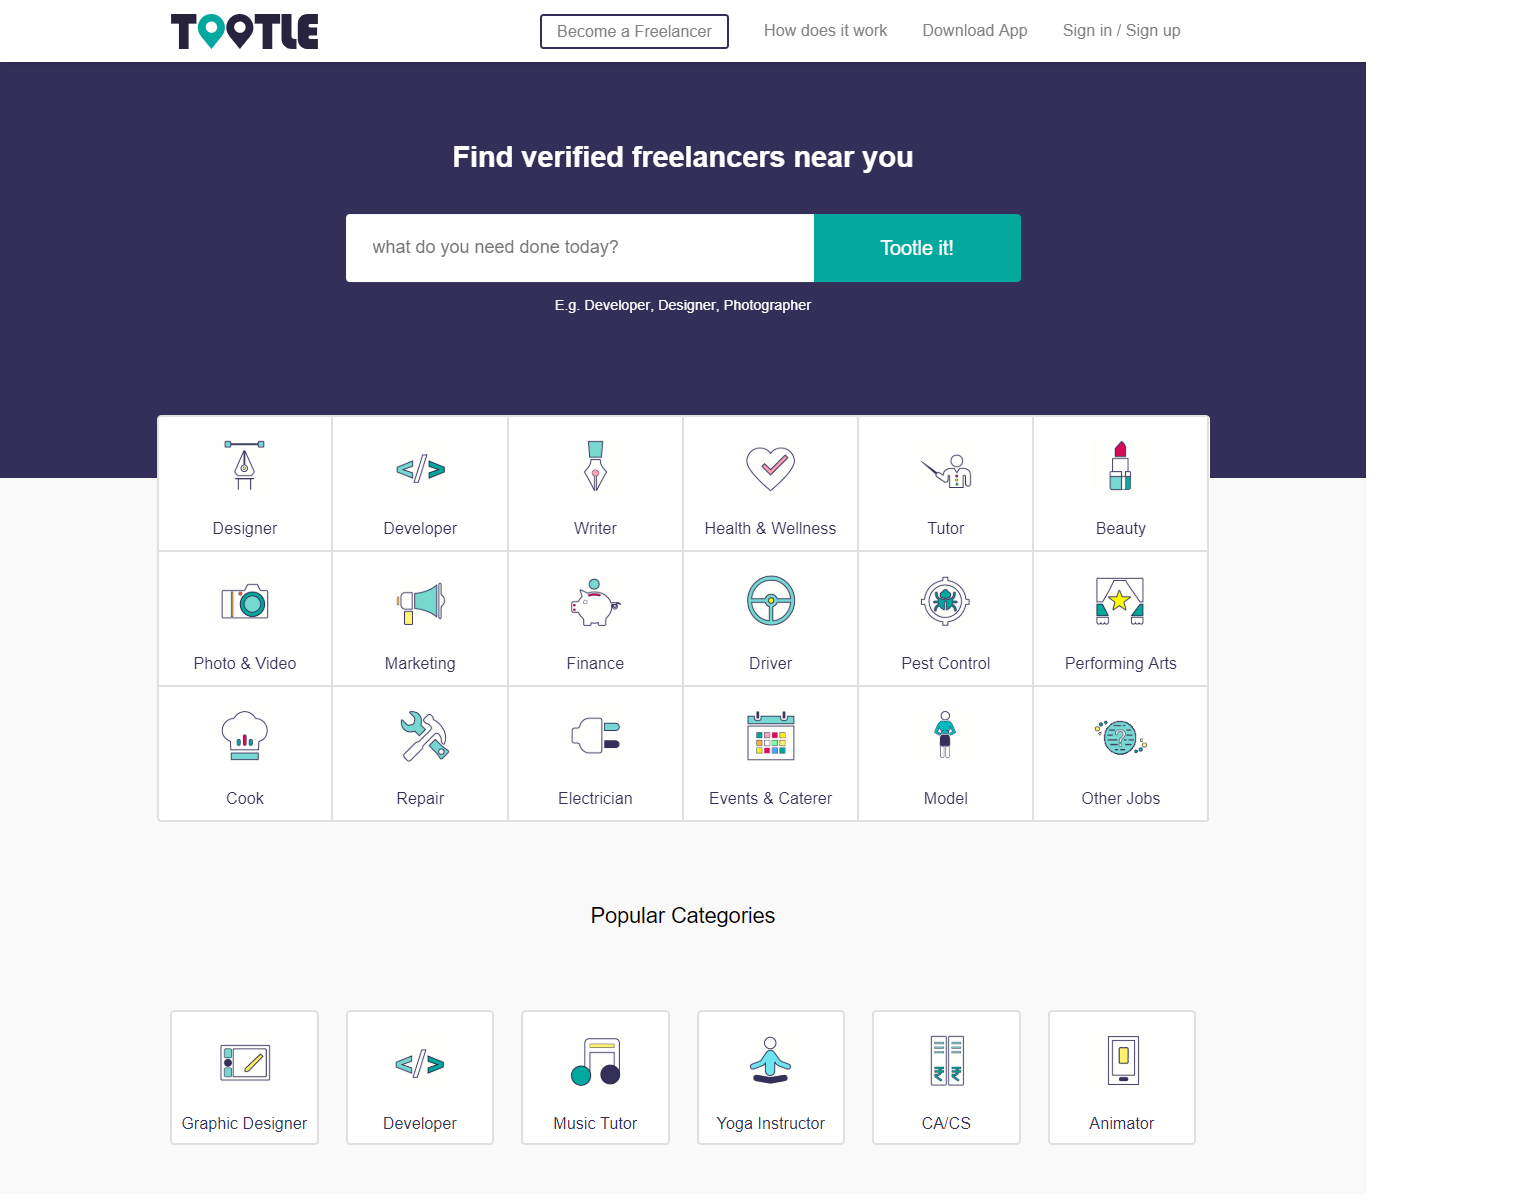 TOOTLE
Become a Freelancer
How does it work
Download App
Sign in / Sign up
Find verified freelancers near you
what do you need done today?
Tootle it!
E.g. Developer, Designer, Photographer
Designer
Developer
Writer
Health & Wellness
Tutor
Beauty
Photo & Video
Marketing
Finance
Driver
Pest Control
Performing Arts
Cook
Repair
Electrician
Events & Caterer
Model
Other Jobs
Popular Categories
Graphic Designer
Developer
Music Tutor
Yoga Instructor
CA/CS
Animator